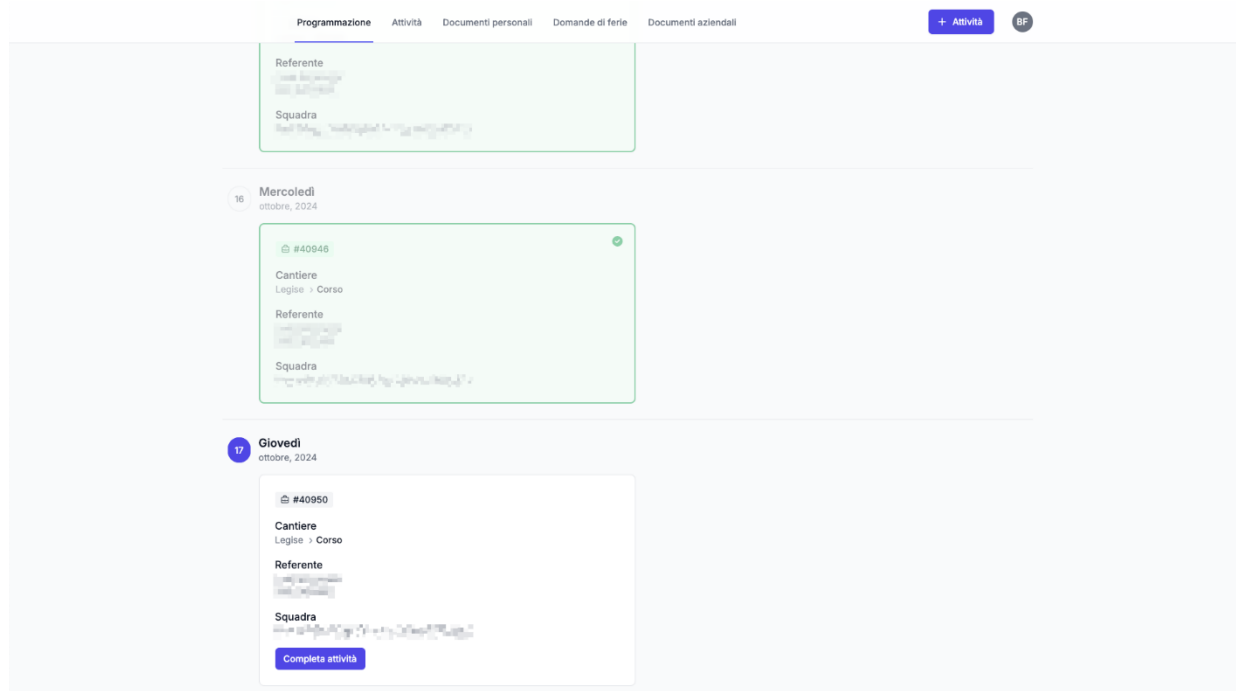 Programmazione
Attività
Documenti personali
Domande di ferie
Documenti aziendali
+ Attività
BF
Referente
Squadra
16
Mercoledì
ottobre, 2024
#40946
Cantiere
Legise > Corso
Referente
Squadra
17
Giovedì
ottobre, 2024
#40950
Cantiere
Legise > Corso
Referente
Squadra
Completa attività